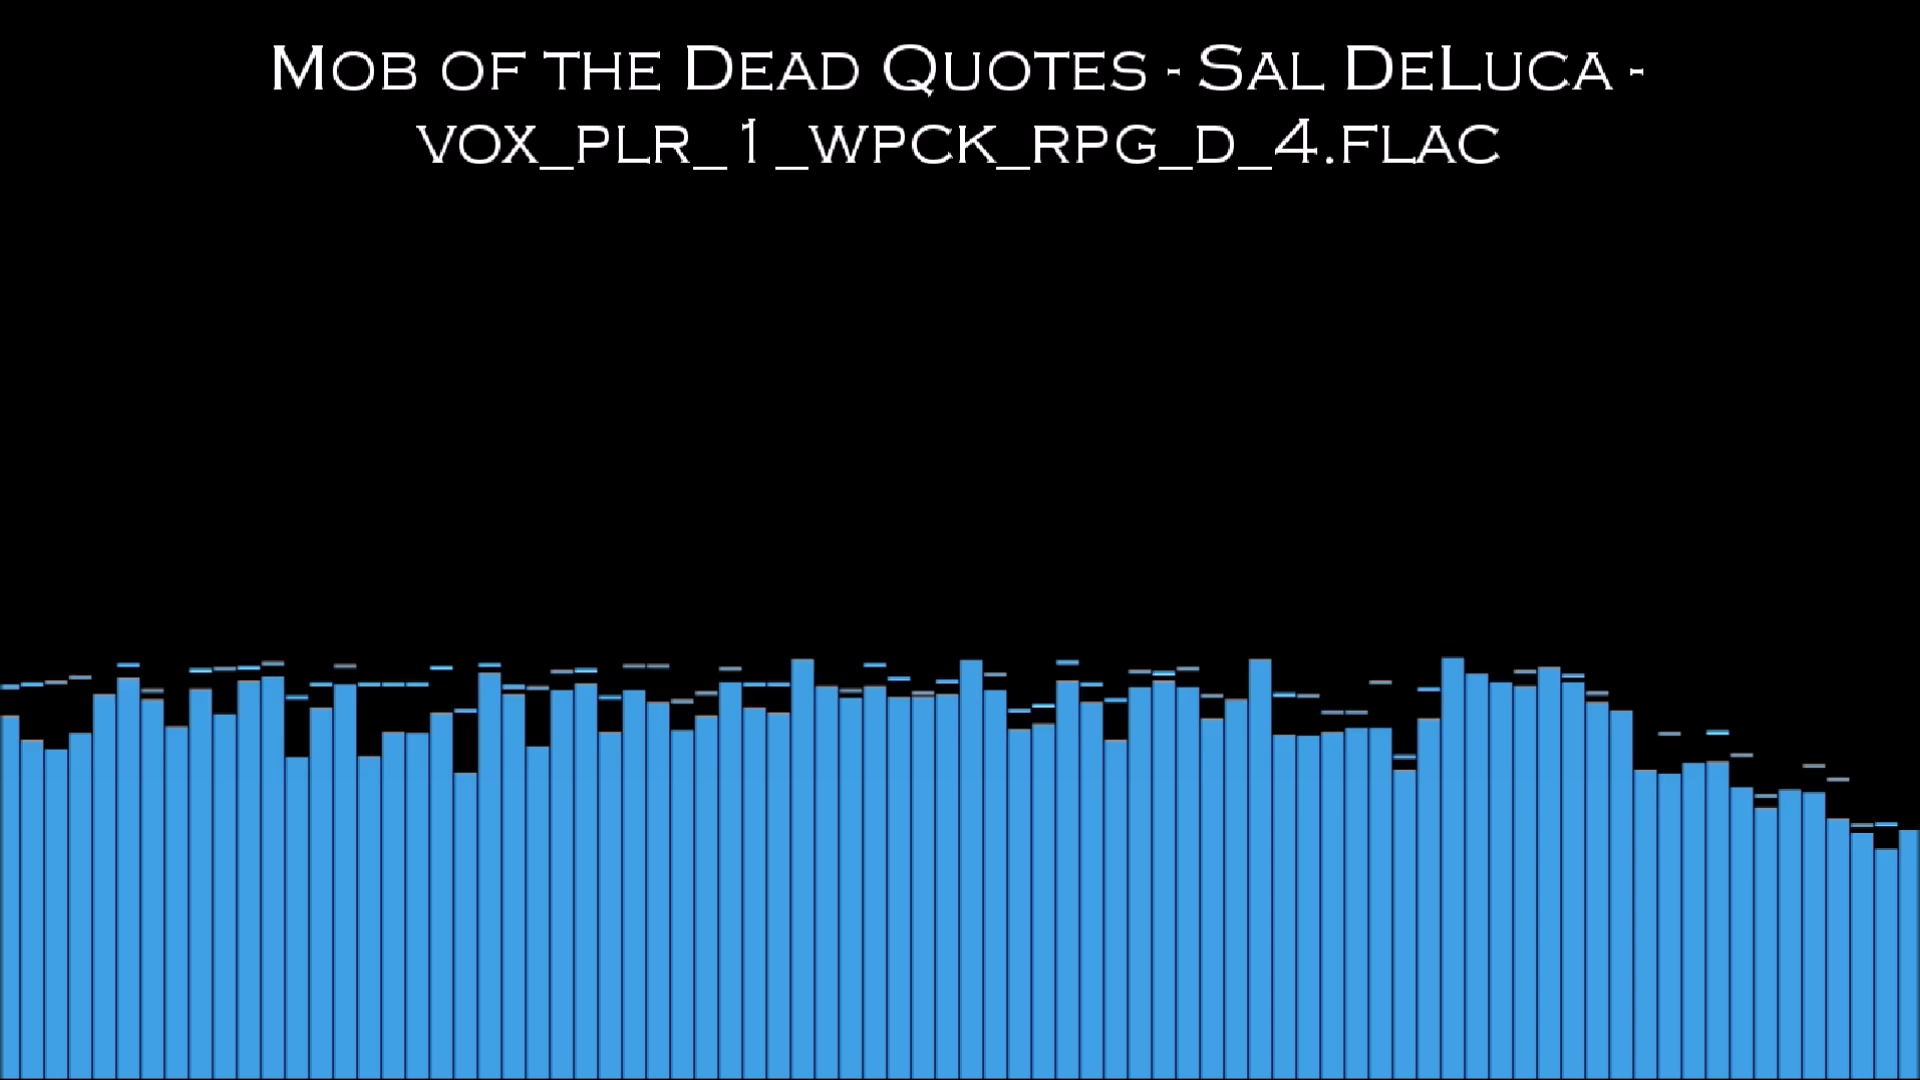 Mob of the Dead Quotes - Sal DeLuca -
vox_plr_1_wpck_rpg_d_4.flac